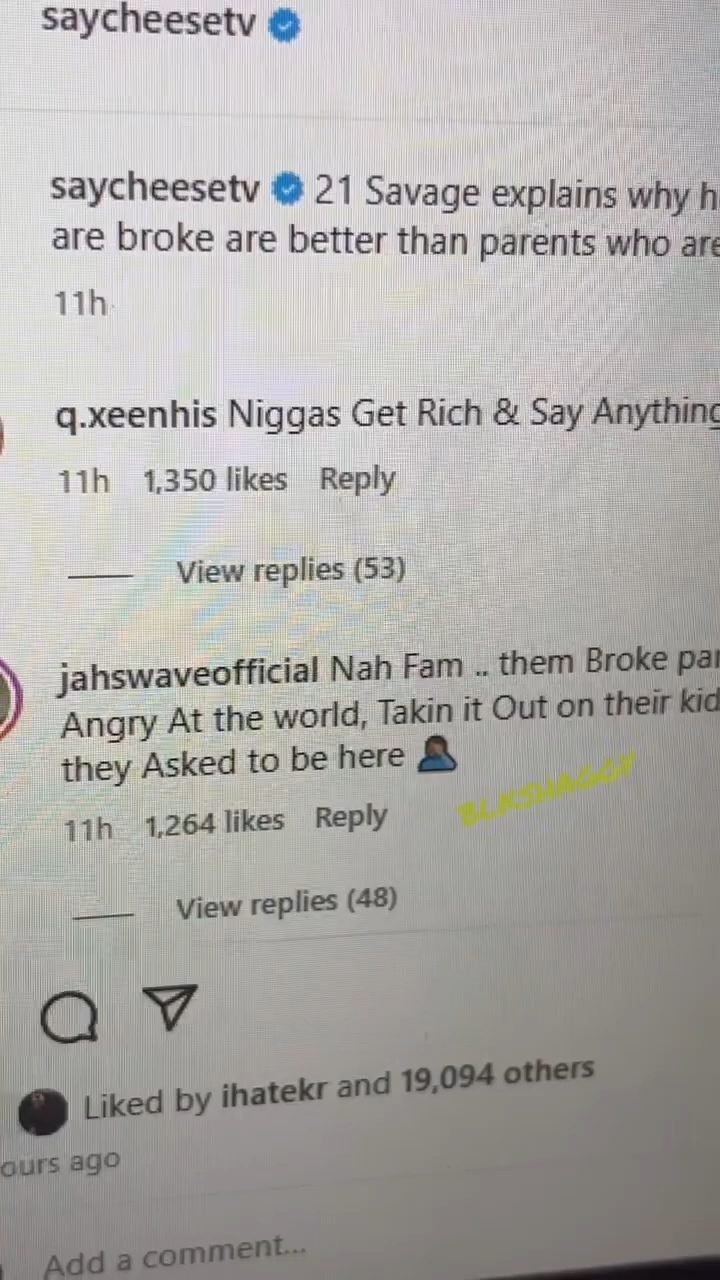 saycheesetv
saycheesetv 21 Savage explains why h
are broke are better than parents who are
11h
q.xeenhis Niggas Get Rich & Say Anything
11h 1,350 likes Reply
View replies (53)
jahswaveofficial Nah Fam .. them Broke par
Angry At the world, Takin it Out on their kid
they Asked to be here
BLKSHAGGY
11h 1,264 likes Reply
View replies (48)
Liked by ihatekr and 19,094 others
ours ago
Add a comment...